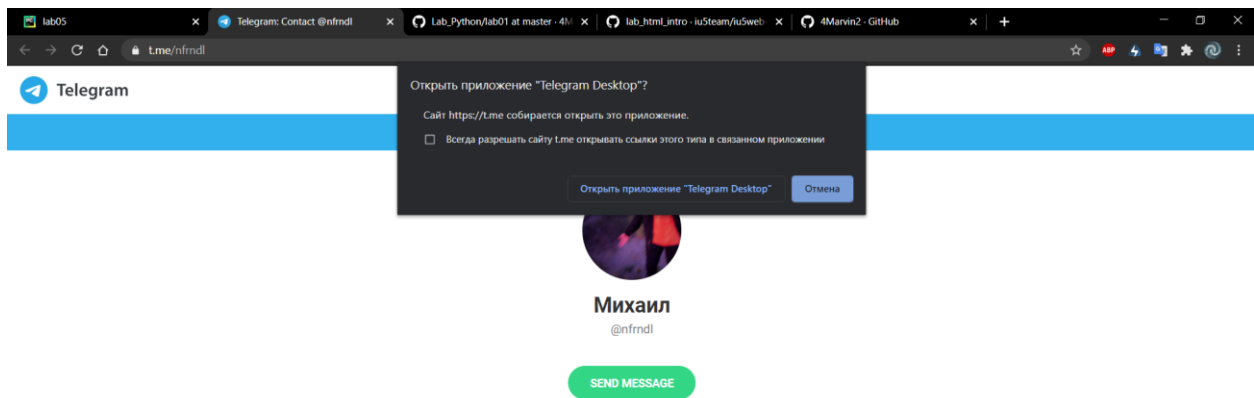 lab05
Telegram: Contact @nfrndl
Lab_Python/lab01 at master · 4M
lab_html_intro · iu5team/iu5web
4Marvin2 · GitHub
t.me/nfrndl
ABP
Telegram
Открыть приложение "Telegram Desktop"?
Сайт https://t.me собирается открыть это приложение.
Всегда разрешать сайту t.me открывать ссылки этого типа в связанном приложении
Открыть приложение "Telegram Desktop"
Отмена
Михаил
@nfrndl
SEND MESSAGE